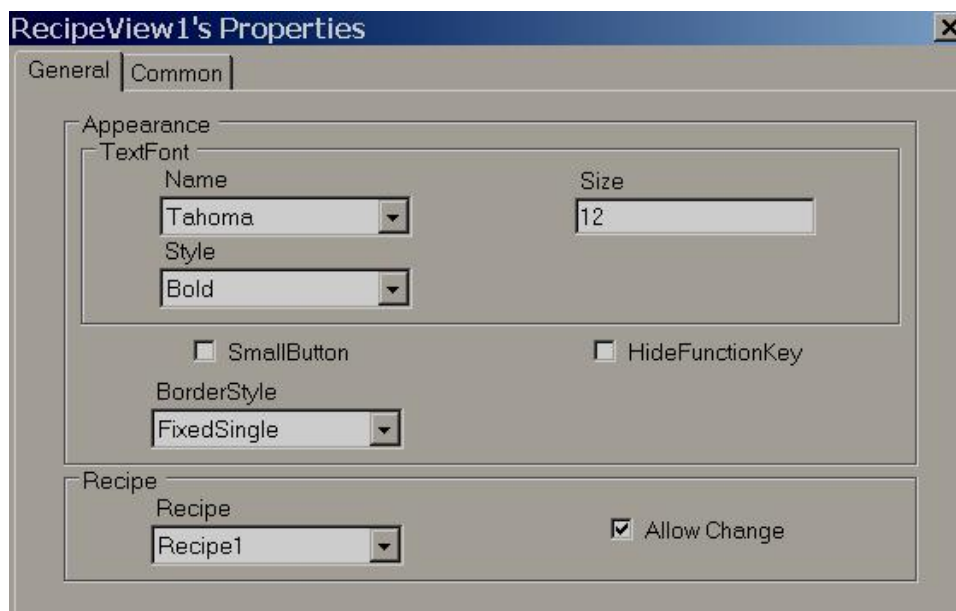 RecipeView1's Properties
General Common
Appearance
TextFont
Name Size
Tahoma 12
Style
Bold
SmallButton HideFunctionKey
BorderStyle
FixedSingle
Recipe
Recipe
Recipe1 Allow Change